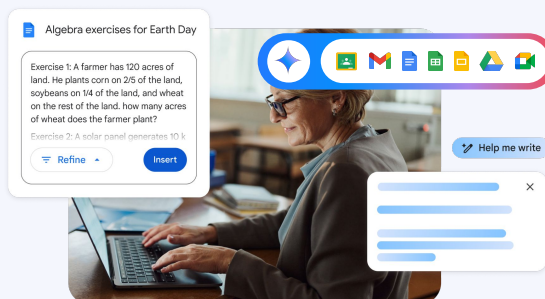 Algebra exercises for Earth Day
Exercise 1: A farmer has 120 acres of
land. He plants corn on 2/5 of the land,
soybeans on 1/4 of the land, and wheat
on the rest of the land. how many acres
of wheat does the farmer plant?
Exercise 2: A solar panel generates 10 k
Refine
Insert
Help me write